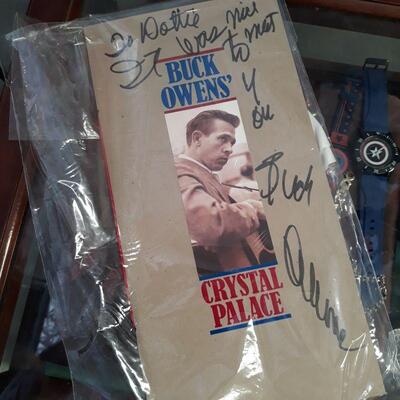 To Dottie
It was nice
to meet
you
BUCK
OWENS'
Buck
Owens
CRYSTAL
PALACE